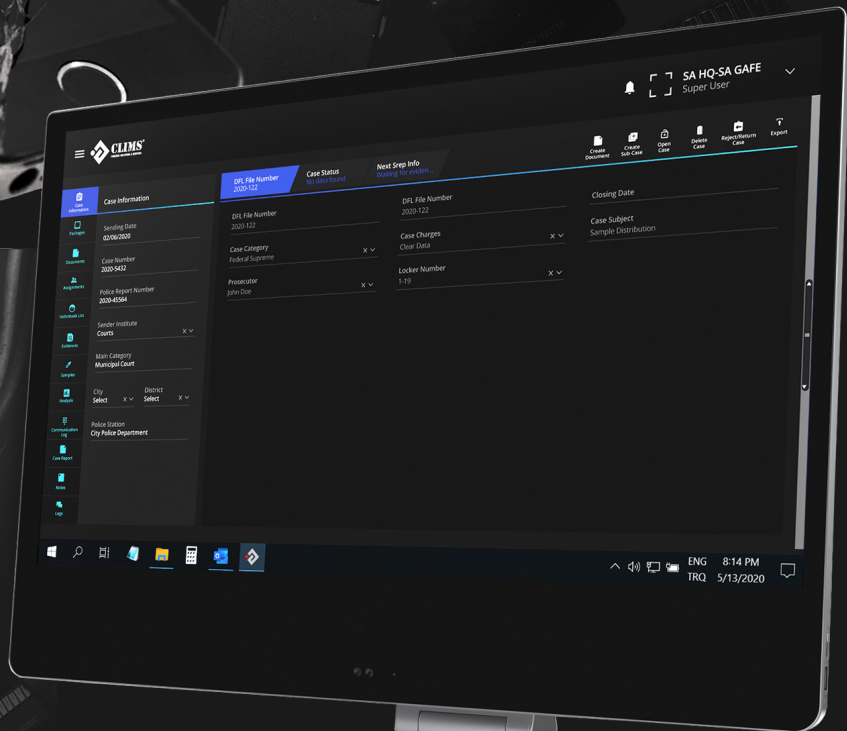 SA HQ-SA GAFE
Super User
CLIMS
Create
Document
Create
Sub Case
Open
Case
Delete
Case
Reject/Return
Case
Export
DFL File Number
2020-122
Case Status
No data found
Next Srep Info
Waiting for eviden...
Case
Information
Packages
Documents
Assignments
Individuals List
Evidences
Samples
Analysis
Communication
Log
Case Report
Notes
Logs
Case Information
Sending Date
02/06/2020
Case Number
2020-5432
Police Report Number
2020-45564
Sender Institute
Courts
X
Main Category
Municipal Court
City
Select X
District
Select X
Police Station
City Police Department
DFL File Number
2020-122
DFL File Number
2020-122
Closing Date
Case Category
Federal Supreme X
Case Charges
Clear Data X
Case Subject
Sample Distribution
Prosecutor
John Doe X
Locker Number
1-19 X
ENG
TRQ
8:14 PM
5/13/2020